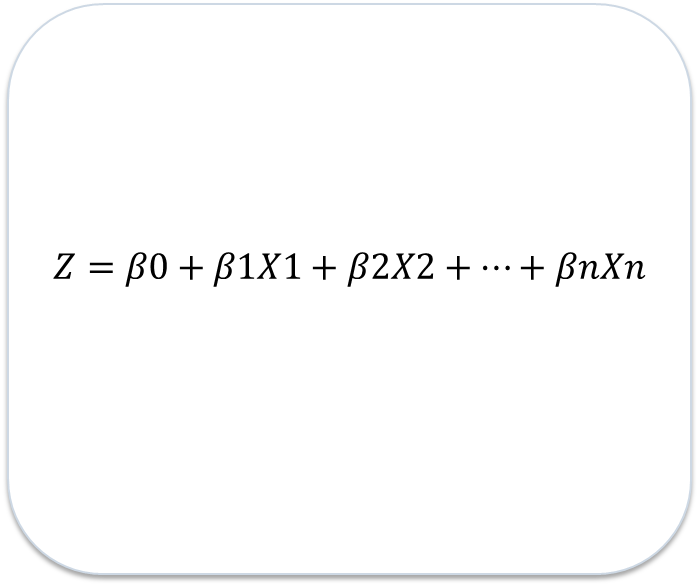 Z = β0 + β1X1 + β2X2 + ⋯ + βnXn